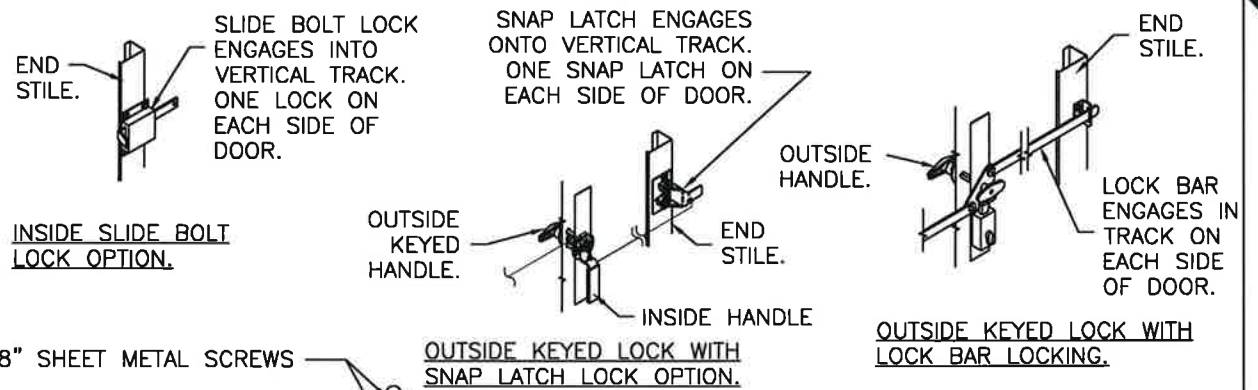 END
STILE.
SLIDE BOLT LOCK
ENGAGES INTO
VERTICAL TRACK.
ONE LOCK ON
EACH SIDE OF
DOOR.
INSIDE SLIDE BOLT
LOCK OPTION.
SNAP LATCH ENGAGES
ONTO VERTICAL TRACK.
ONE SNAP LATCH ON
EACH SIDE OF DOOR.
OUTSIDE
KEYED
HANDLE.
END
STILE.
INSIDE HANDLE
OUTSIDE KEYED LOCK WITH
SNAP LATCH LOCK OPTION.
END
STILE.
OUTSIDE
HANDLE.
LOCK BAR
ENGAGES IN
TRACK ON
EACH SIDE
OF DOOR.
OUTSIDE KEYED LOCK WITH
LOCK BAR LOCKING.
8" SHEET METAL SCREWS